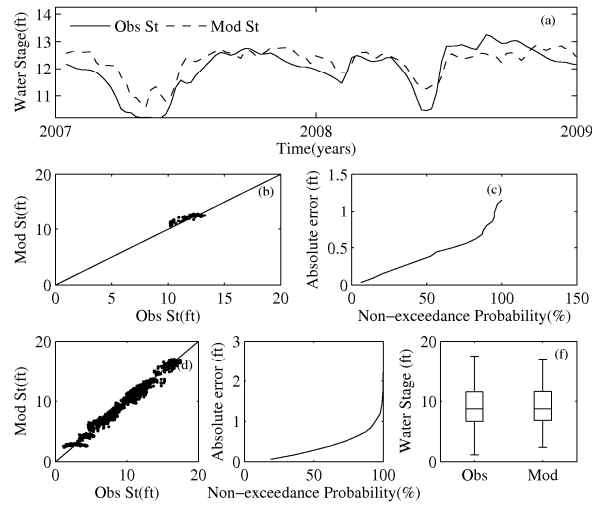 Obs St Mod St (a)
Water Stage(ft)
14
13
12
11
2007 2008 2009
Time(years)
(b)
Mod St(ft)
20
10
0
0 5 10 15 20
Obs St(ft)
(c)
Absolute error (ft)
1.5
1
0.5
0
0 50 100 150
Non−exceedance Probability(%)
(d)
Mod St(ft)
20
10
0
0 10 20
Obs St(ft)
Absolute error (ft)
3
2
1
0
0 50 100
Non−exceedance Probability(%)
(f)
Water Stage (ft)
20
10
0
Obs Mod